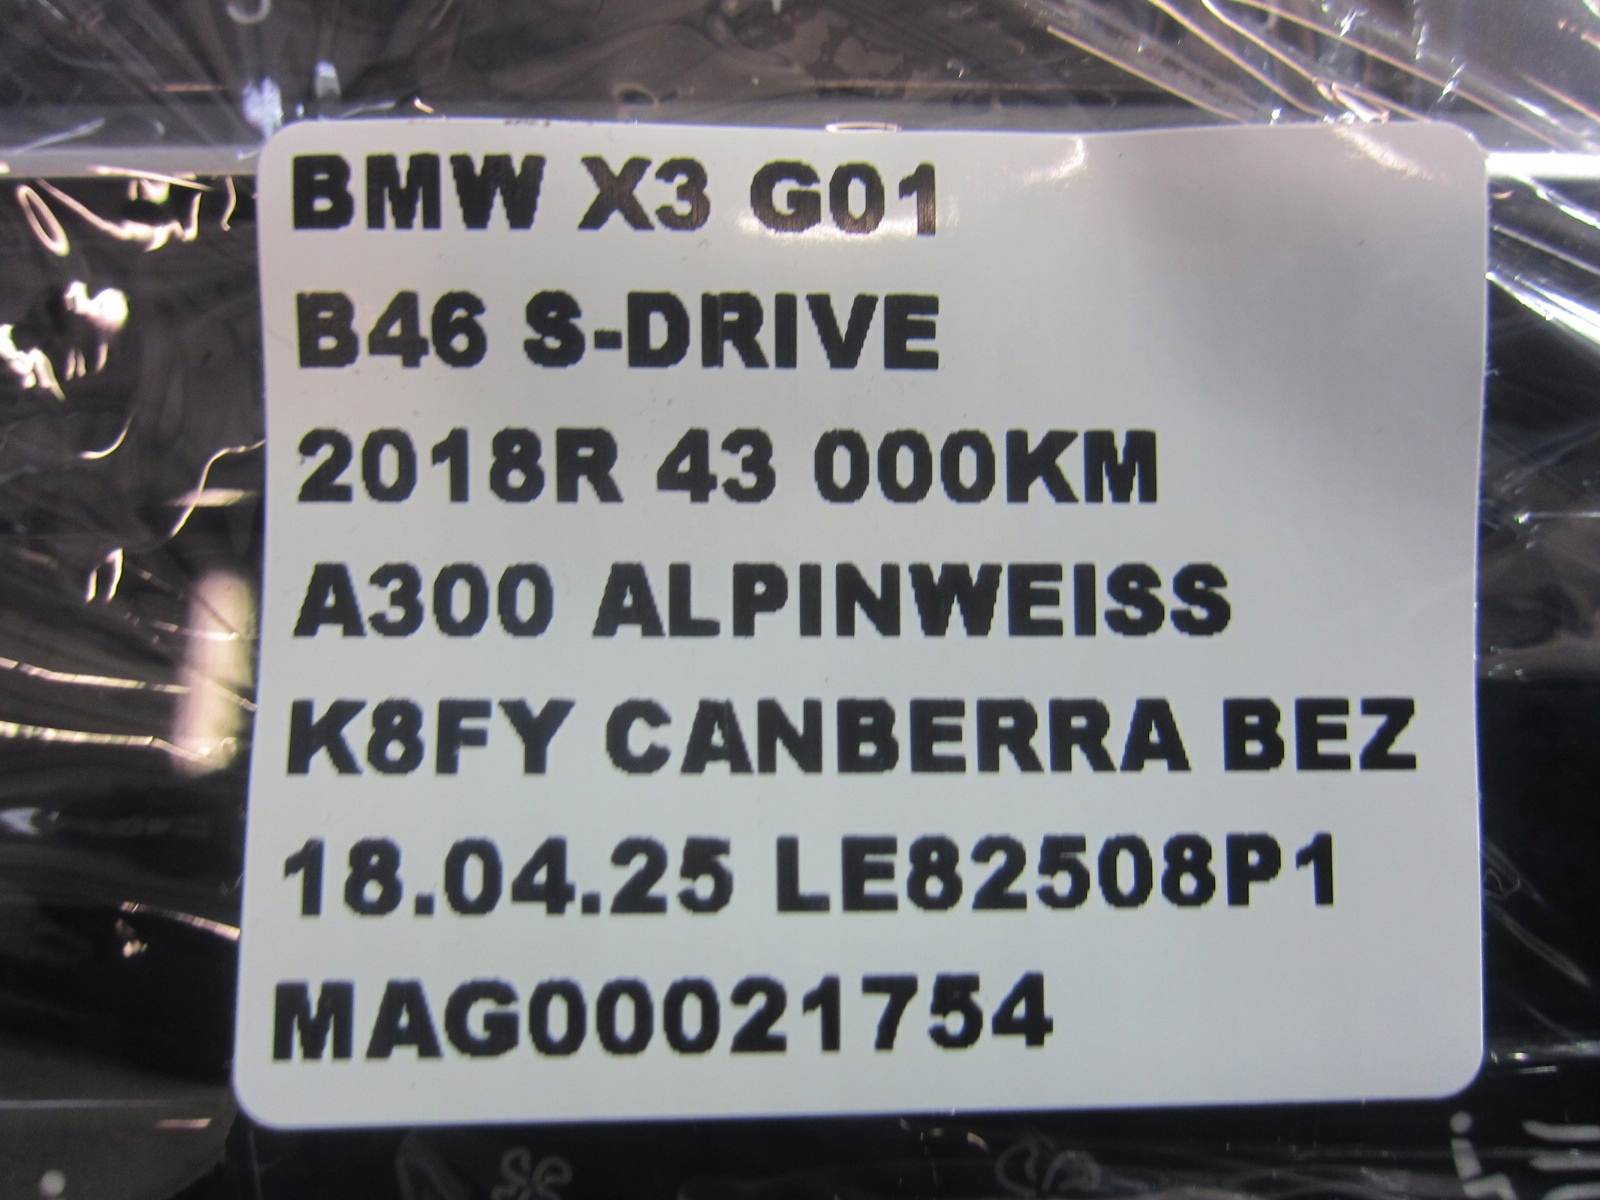 BMW X3 G01
B46 S-DRIVE
2018R 43 000KM
A300 ALPINWEISS
K8FY CANBERRA BEZ
18.04.25 LE82508P1
MAG00021754